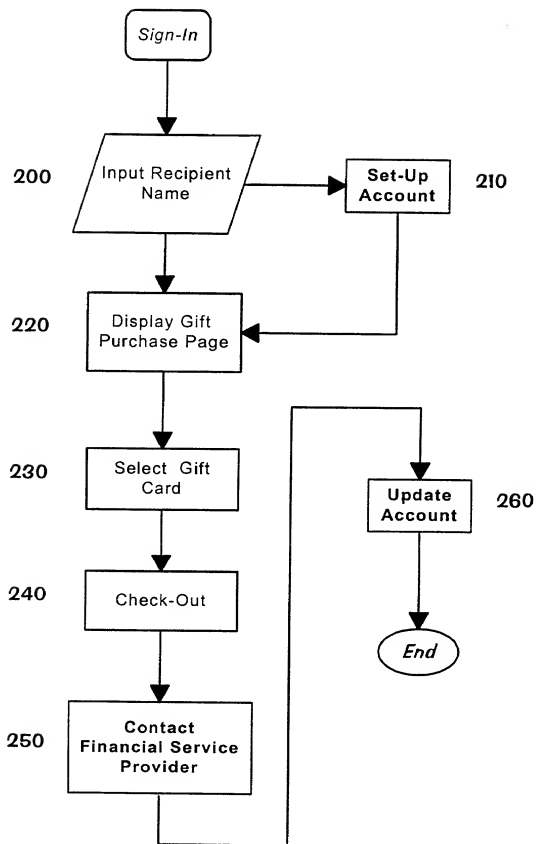 Sign-In
200
Input Recipient
Name
Set-Up
Account
210
220
Display Gift
Purchase Page
230
Select Gift
Card
240
Check-Out
250
Contact
Financial Service
Provider
Update
Account
260
End